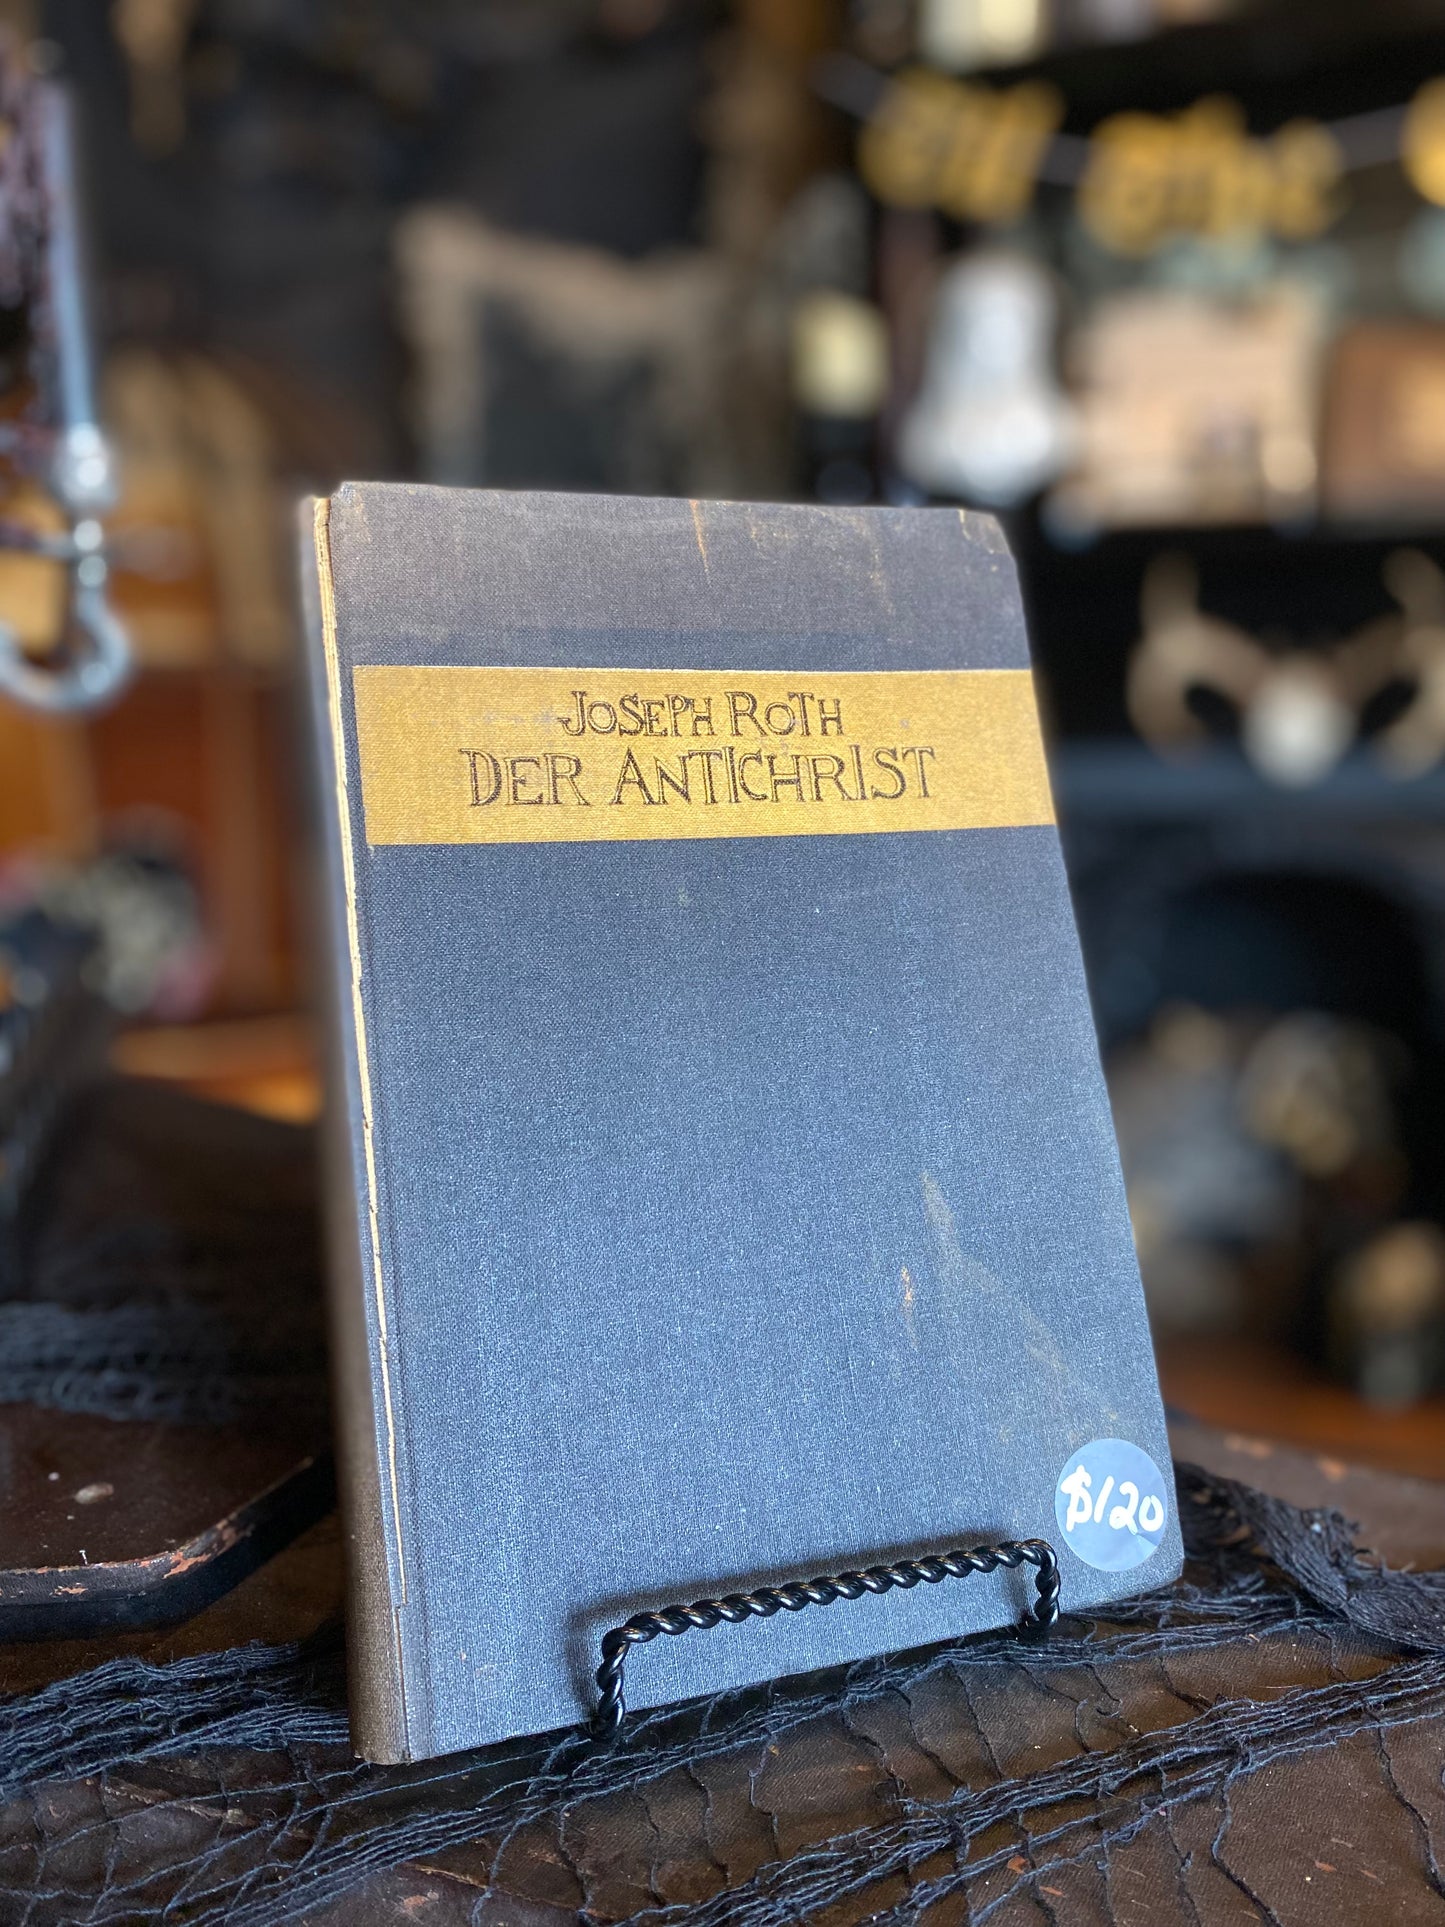 JOSEPH ROTH
DER ANTICHRIST
$120